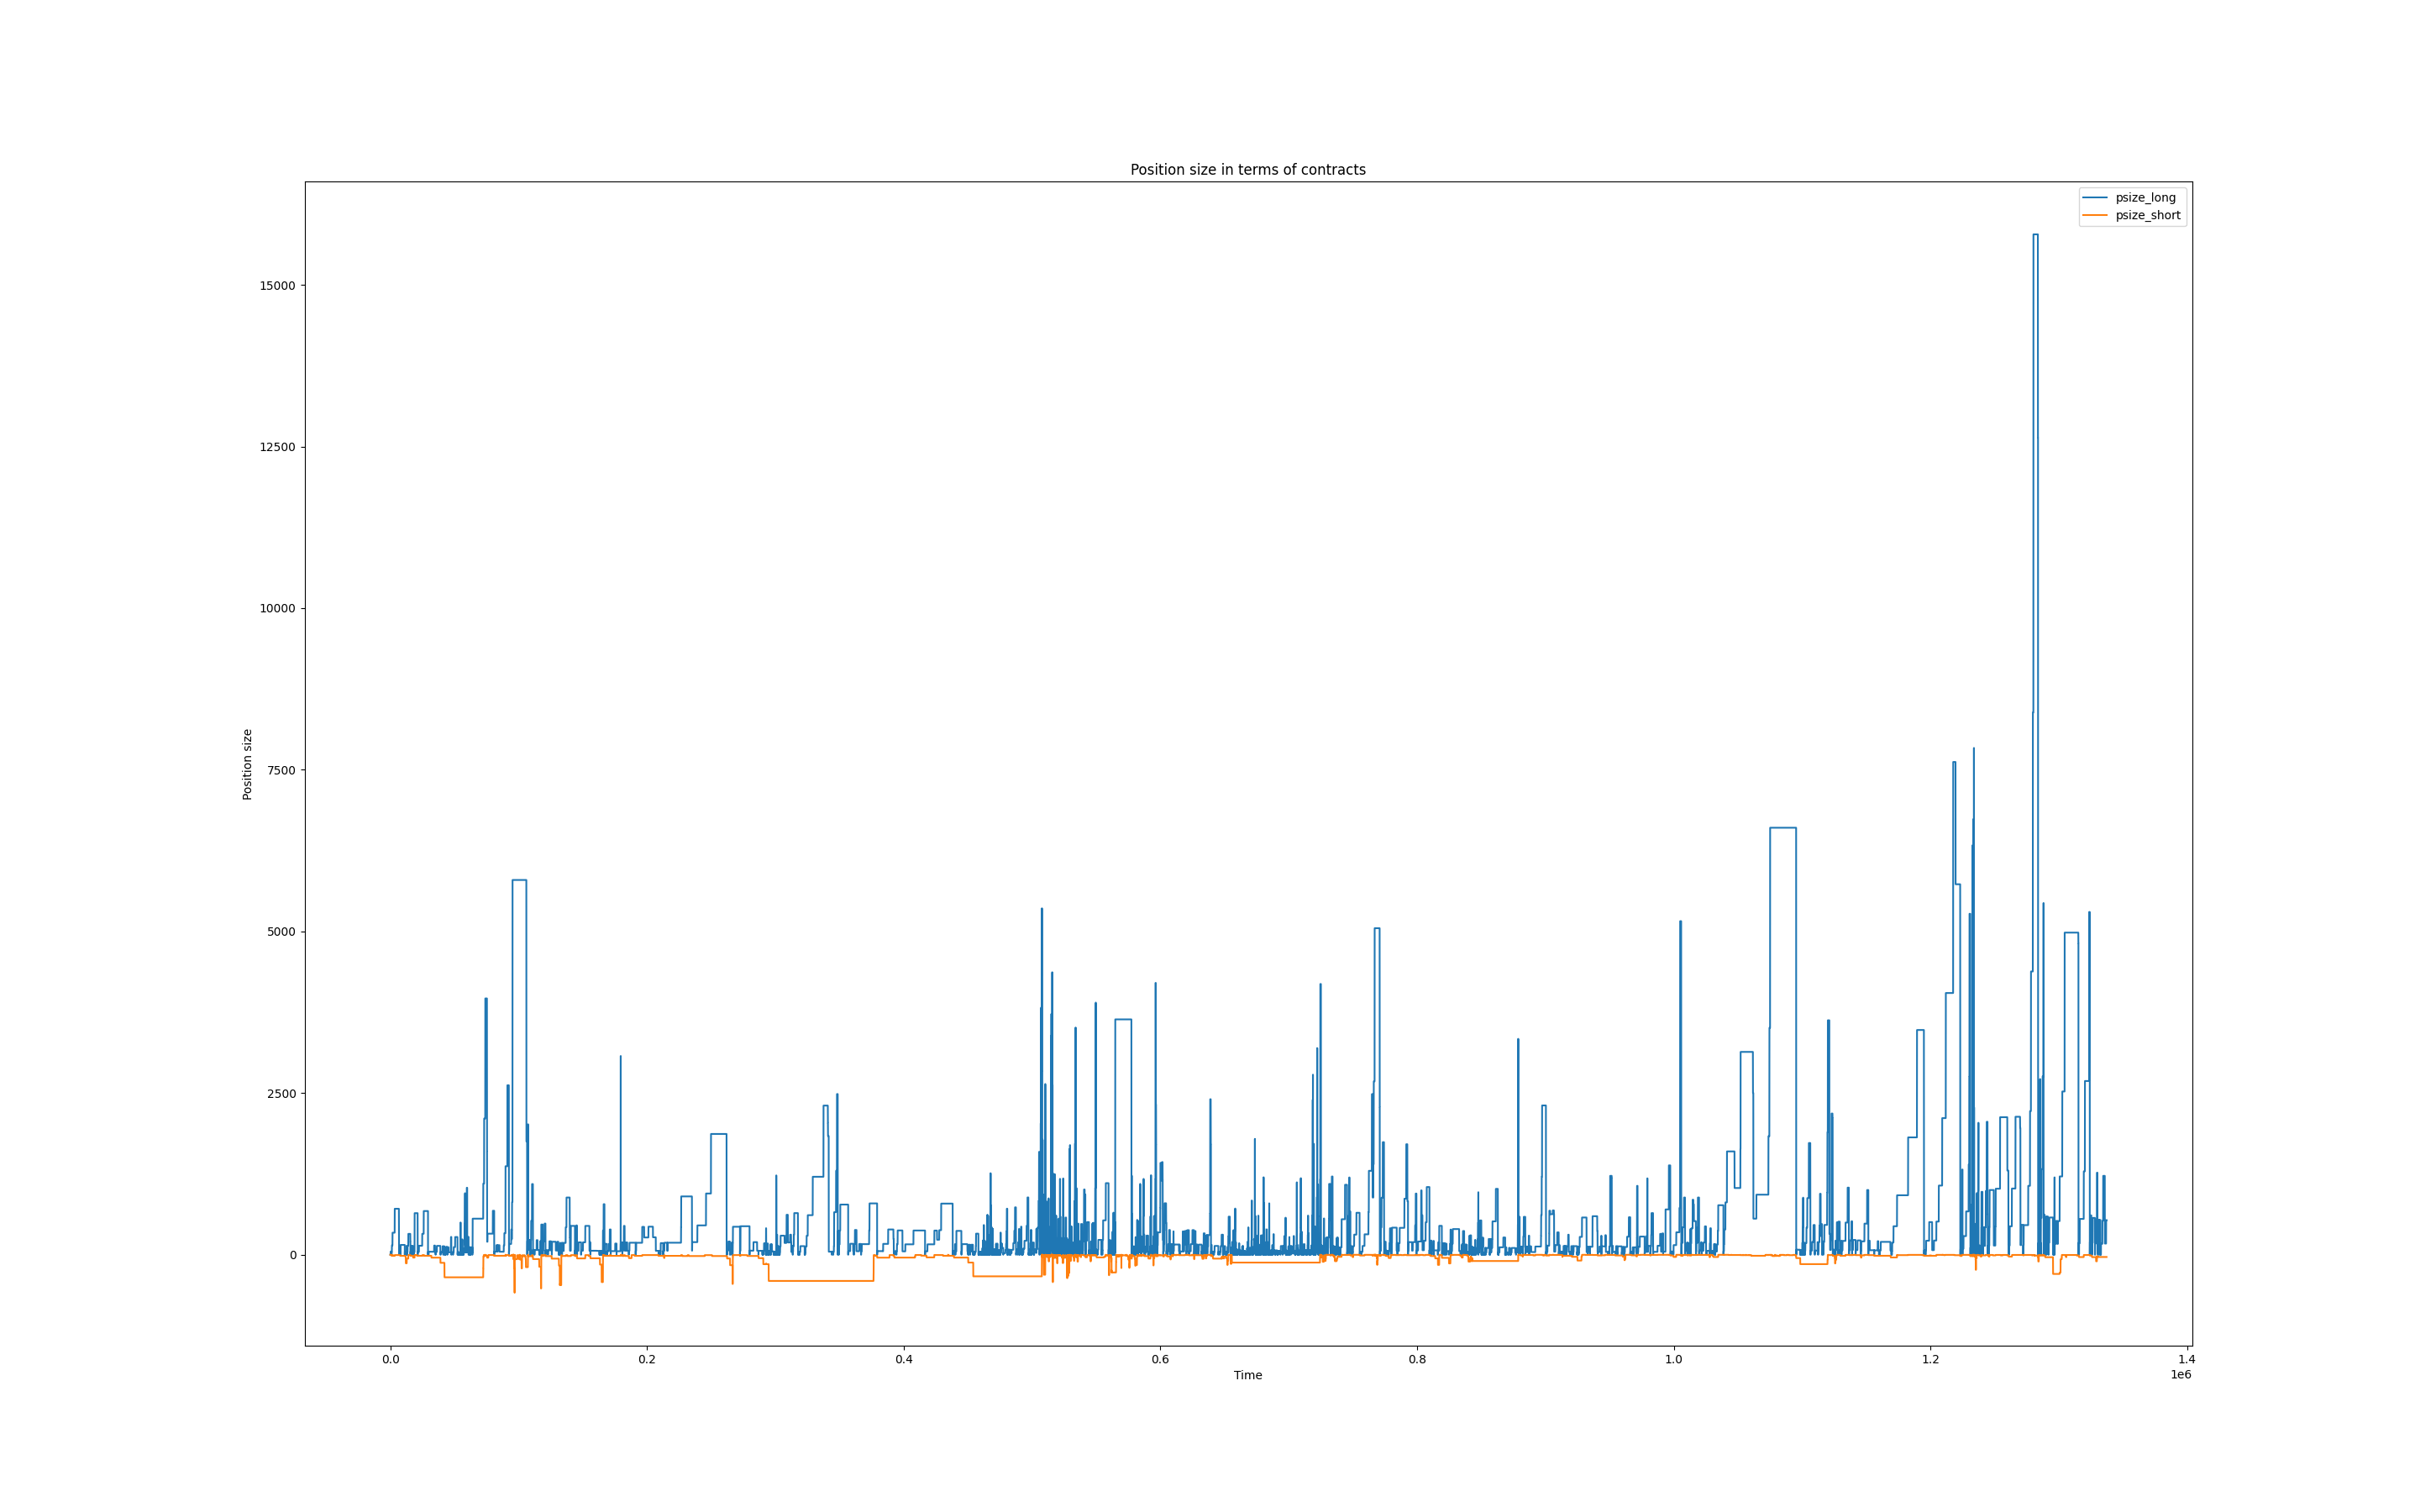 Position size in terms of contracts
psize_long
psize_short
15000
12500
10000
7500
5000
2500
0
Position size
0.0 0.2 0.4 0.6 0.8 1.0 1.2 1.4
Time
1e6